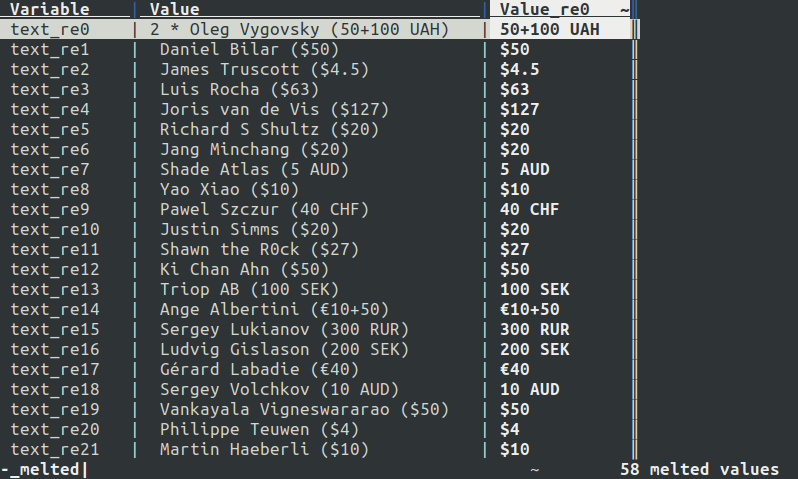 Variable | Value | Value_re0 ~
text_re0 | 2 * Oleg Vygovsky (50+100 UAH) | 50+100 UAH
text_re1 | Daniel Bilar ($50) | $50
text_re2 | James Truscott ($4.5) | $4.5
text_re3 | Luis Rocha ($63) | $63
text_re4 | Joris van de Vis ($127) | $127
text_re5 | Richard S Shultz ($20) | $20
text_re6 | Jang Minchang ($20) | $20
text_re7 | Shade Atlas (5 AUD) | 5 AUD
text_re8 | Yao Xiao ($10) | $10
text_re9 | Pawel Szczur (40 CHF) | 40 CHF
text_re10 | Justin Simms ($20) | $20
text_re11 | Shawn the R0ck ($27) | $27
text_re12 | Ki Chan Ahn ($50) | $50
text_re13 | Triop AB (100 SEK) | 100 SEK
text_re14 | Ange Albertini (€10+50) | €10+50
text_re15 | Sergey Lukianov (300 RUR) | 300 RUR
text_re16 | Ludvig Gislason (200 SEK) | 200 SEK
text_re17 | Gérard Labadie (€40) | €40
text_re18 | Sergey Volchkov (10 AUD) | 10 AUD
text_re19 | Vankayala Vigneswararao ($50) | $50
text_re20 | Philippe Teuwen ($4) | $4
text_re21 | Martin Haeberli ($10) | $10
-_melted| ~ 58 melted values